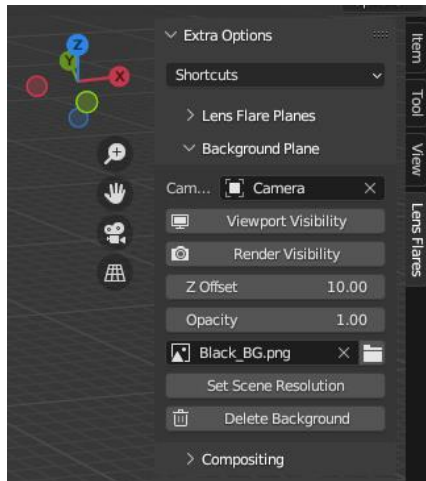 Extra Options
Shortcuts
Lens Flare Planes
Background Plane
Cam... Camera
Viewport Visibility
Render Visibility
Z Offset 10.00
Opacity 1.00
Black_BG.png
Set Scene Resolution
Delete Background
Compositing
Item
Tool
View
Lens Flares
Z
Y
X